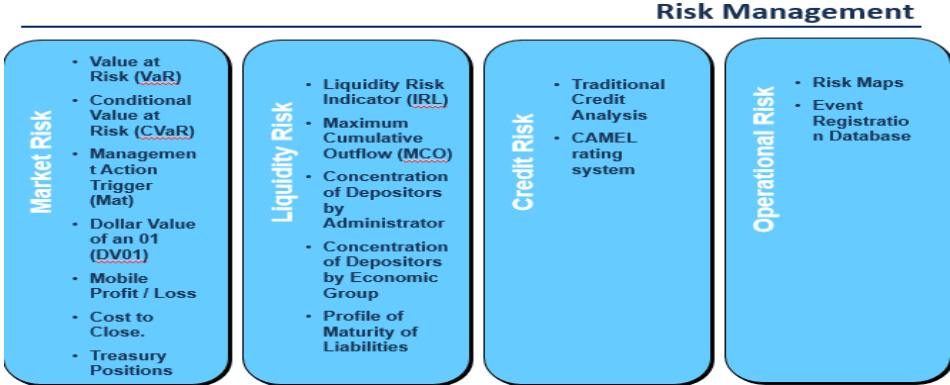 Risk Management
Market Risk
• Value at
Risk (VaR)
• Conditional
Value at
Risk (CVaR)
• Managemen
t Action
Trigger
(Mat)
• Dollar Value
of an 01
(DV01)
• Mobile
Profit / Loss
• Cost to
Close.
• Treasury
Positions
Liquidity Risk
• Liquidity Risk
Indicator (IRL)
• Maximum
Cumulative
Outflow (MCO)
• Concentration
of Depositors
by
Administrator
• Concentration
of Depositors
by Economic
Group
• Profile of
Maturity of
Liabilities
Credit Risk
• Traditional
Credit
Analysis
• CAMEL
rating
system
Operational Risk
• Risk Maps
• Event
Registratio
n Database